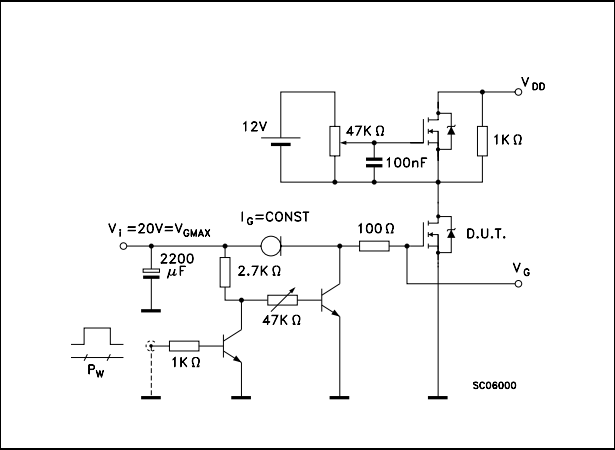 V_DD
12V
47KΩ
1KΩ
100nF
I_G=CONST
V_i=20V=V_GMAX
100Ω
D.U.T.
2200
μF
2.7KΩ
V_G
47KΩ
1KΩ
P_W
SC06000